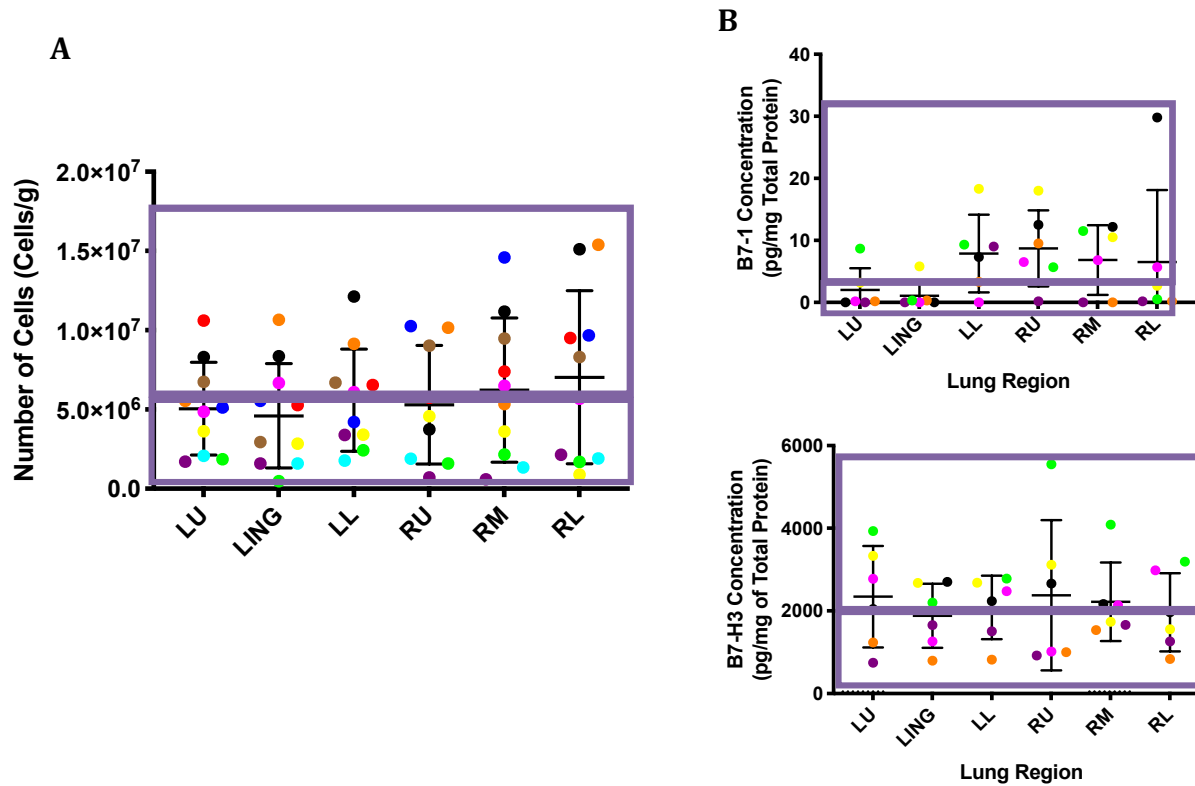 A
Number of Cells (Cells/g)
2.0×10⁷
1.5×10⁷
1.0×10⁷
5.0×10⁶
0.0
LU
LING
LL
RU
RM
RL
B
B7-1 Concentration
(pg/mg Total Protein)
40
30
20
10
0
LU
LING
LL
RU
RM
RL
Lung Region
B7-H3 Concentration
(pg/mg of Total Protein)
6000
4000
2000
0
LU
LING
LL
RU
RM
RL
Lung Region